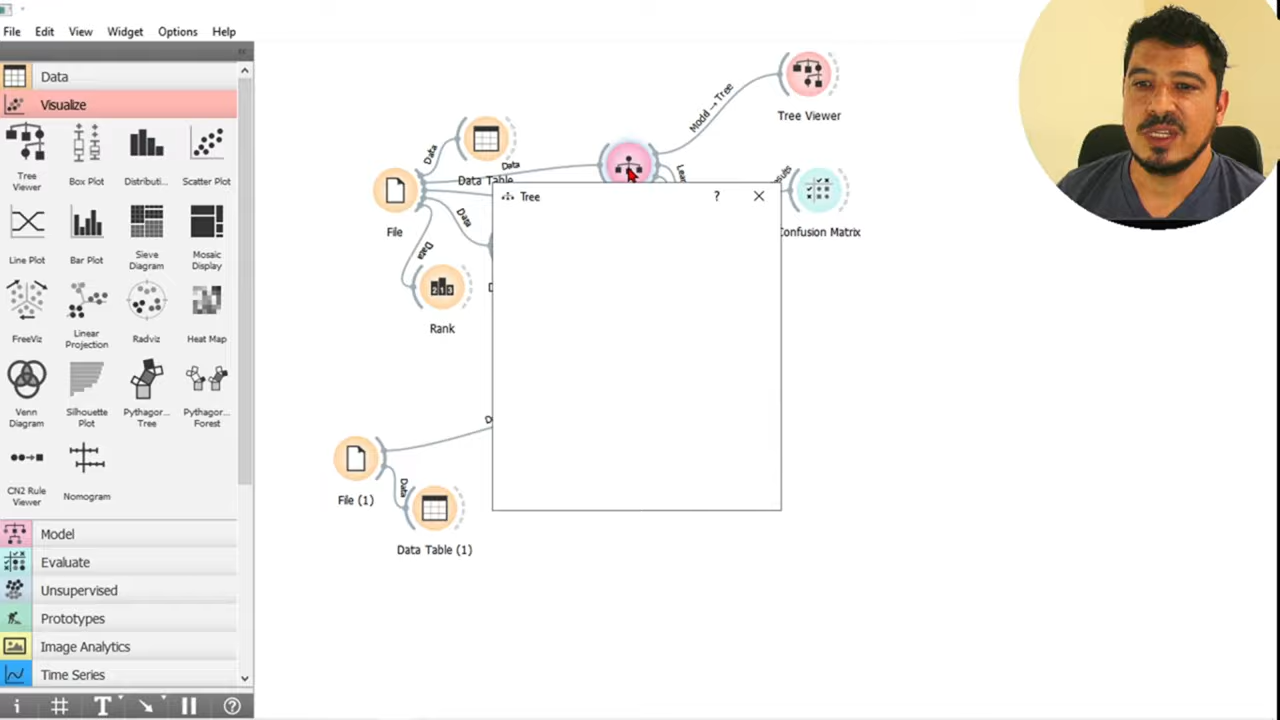 File Edit View Widget Options Help
Data
Visualize
Tree
Viewer
Box Plot
Distributi...
Scatter Plot
Line Plot
Bar Plot
Sieve
Diagram
Mosaic
Display
FreeViz
Linear
Projection
Radviz
Heat Map
Venn
Diagram
Silhouette
Plot
Pythagor...
Tree
Pythagor...
Forest
CN2 Rule
Viewer
Nomogram
Model
Evaluate
Unsupervised
Prototypes
Image Analytics
Time Series
Model → Tree
Tree Viewer
Data
Data
Data Table
File
Data
Data
Rank
Confusion Matrix
Tree ?
File (1)
Data
Data Table (1)